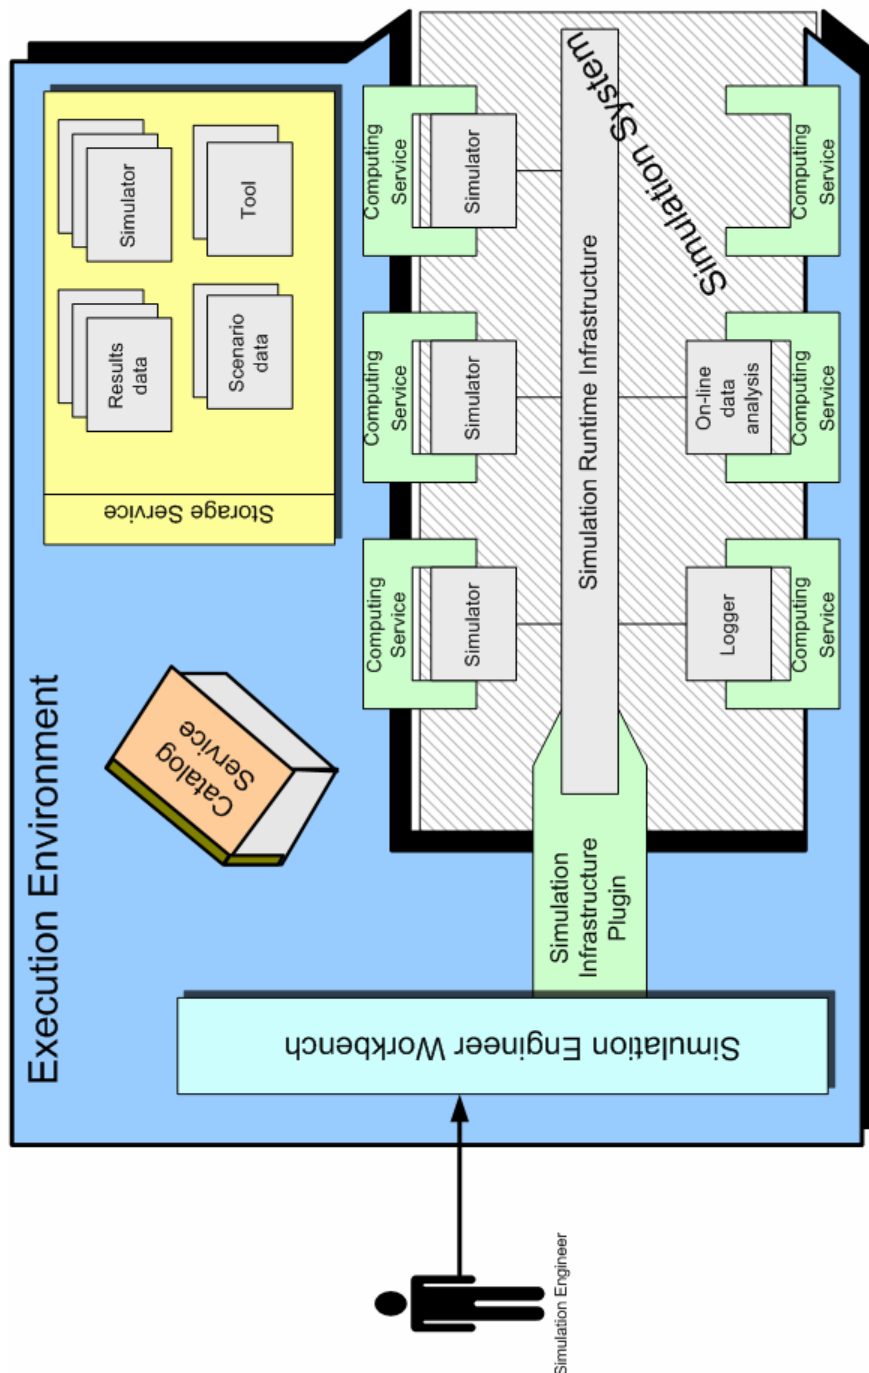 Execution Environment
Storage Service
Results
data
Simulator
Scenario
data
Tool
Catalog
Service
Computing
Service
Simulator
Computing
Service
Simulator
Computing
Service
Simulator
Simulation System
Simulation Runtime Infrastructure
Simulation
Infrastructure
Plugin
Simulation Engineer Workbench
Logger
Computing
Service
On-line
data
analysis
Computing
Service
Computing
Service
Simulation Engineer